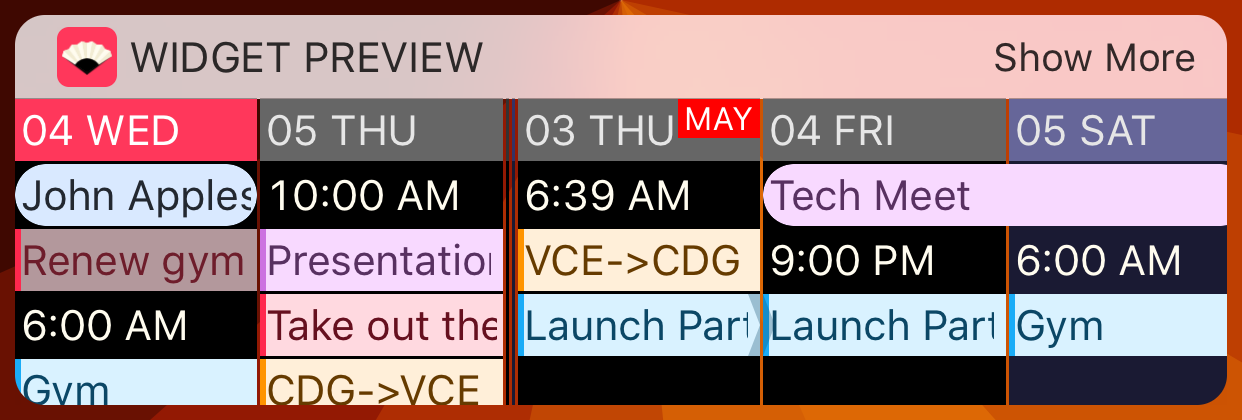 WIDGET PREVIEW
Show More
04 WED
05 THU
03 THU
MAY
04 FRI
05 SAT
John Apples
10:00 AM
6:39 AM
Tech Meet
Renew gym
Presentation
VCE->CDG
9:00 PM
6:00 AM
6:00 AM
Take out the
Launch Part
Launch Part
Gym
Gym
CDG->VCE